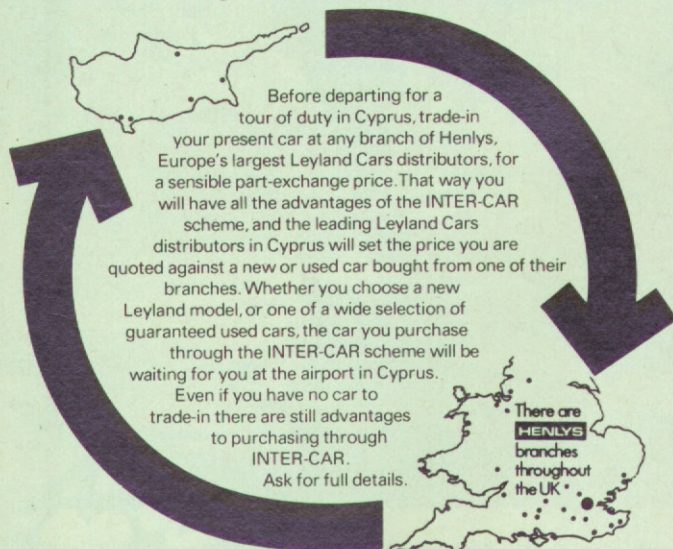 Before departing for a
tour of duty in Cyprus, trade-in
your present car at any branch of Henlys,
Europe's largest Leyland Cars distributors, for
a sensible part-exchange price. That way you
will have all the advantages of the INTER-CAR
scheme, and the leading Leyland Cars
distributors in Cyprus will set the price you are
quoted against a new or used car bought from one of their
branches. Whether you choose a new
Leyland model, or one of a wide selection of
guaranteed used cars, the car you purchase
through the INTER-CAR scheme will be
waiting for you at the airport in Cyprus.
Even if you have no car to
trade-in there are still advantages
to purchasing through
INTER-CAR.
Ask for full details.
There are
HENLYS
branches
throughout
the UK